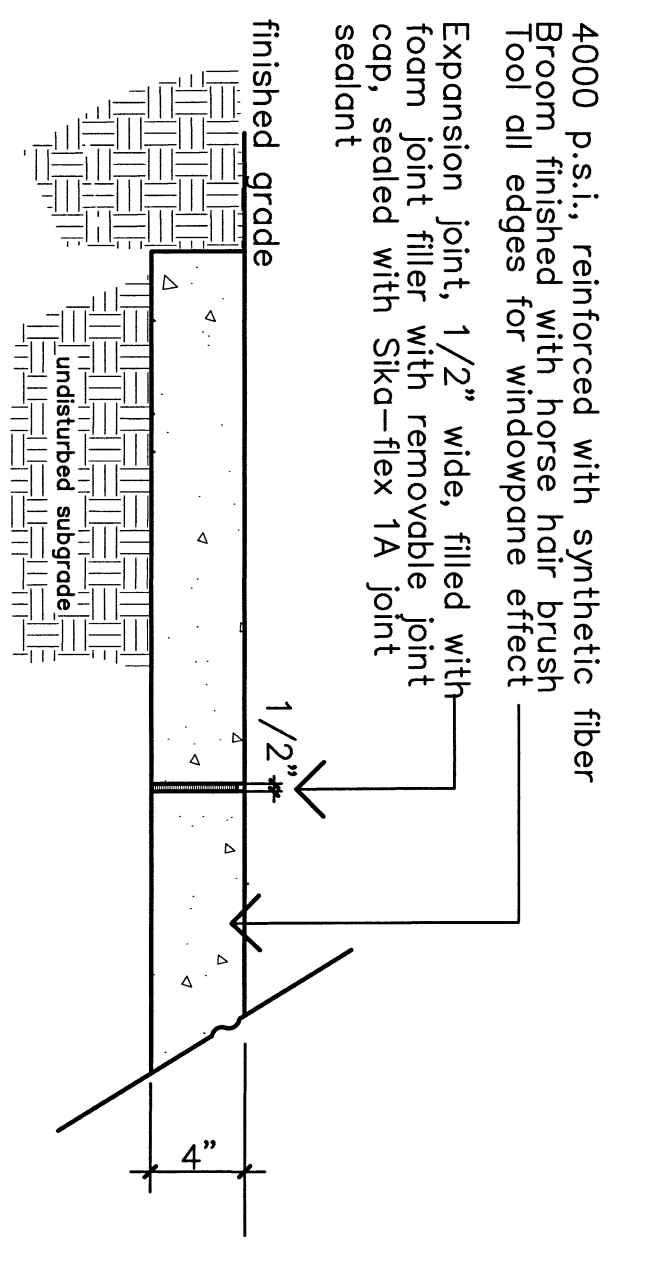 4000 p.s.i., reinforced with synthetic fiber
Broom finished with horse hair brush
Tool all edges for windowpane effect
Expansion joint, 1/2" wide, filled with
foam joint filler with removable joint
cap, sealed with Sika-flex 1A joint
sealant
1/2"
finished grade
4"
undisturbed subgrade